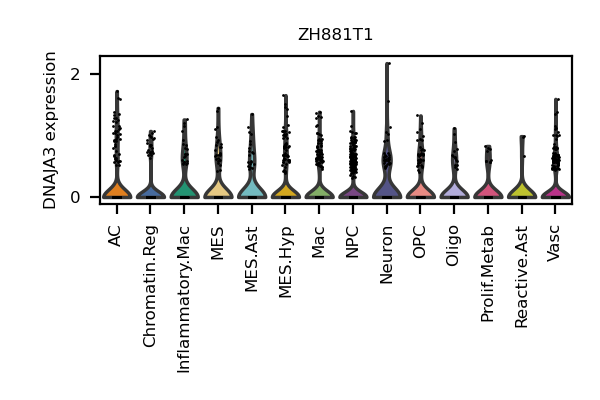 ZH881T1
DNAJA3 expression
2
0
AC
Chromatin.Reg
Inflammatory.Mac
MES
MES.Ast
MES.Hyp
Mac
NPC
Neuron
OPC
Oligo
Prolif.Metab
Reactive.Ast
Vasc